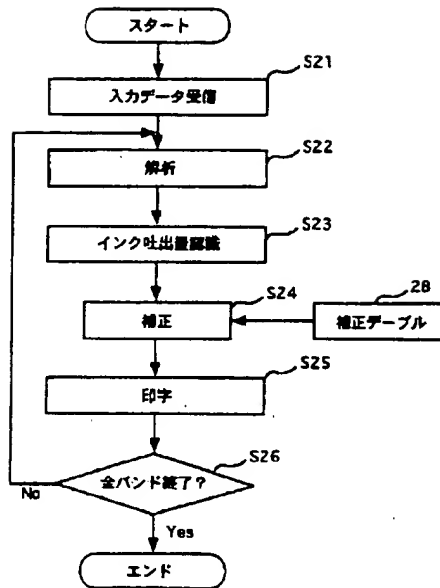 スタート
S21
入力データ受信
S22
解析
S23
インク吐出量認識
S24
補正
28
補正テーブル
S25
印字
S26
全バンド終了?
No
Yes
エンド